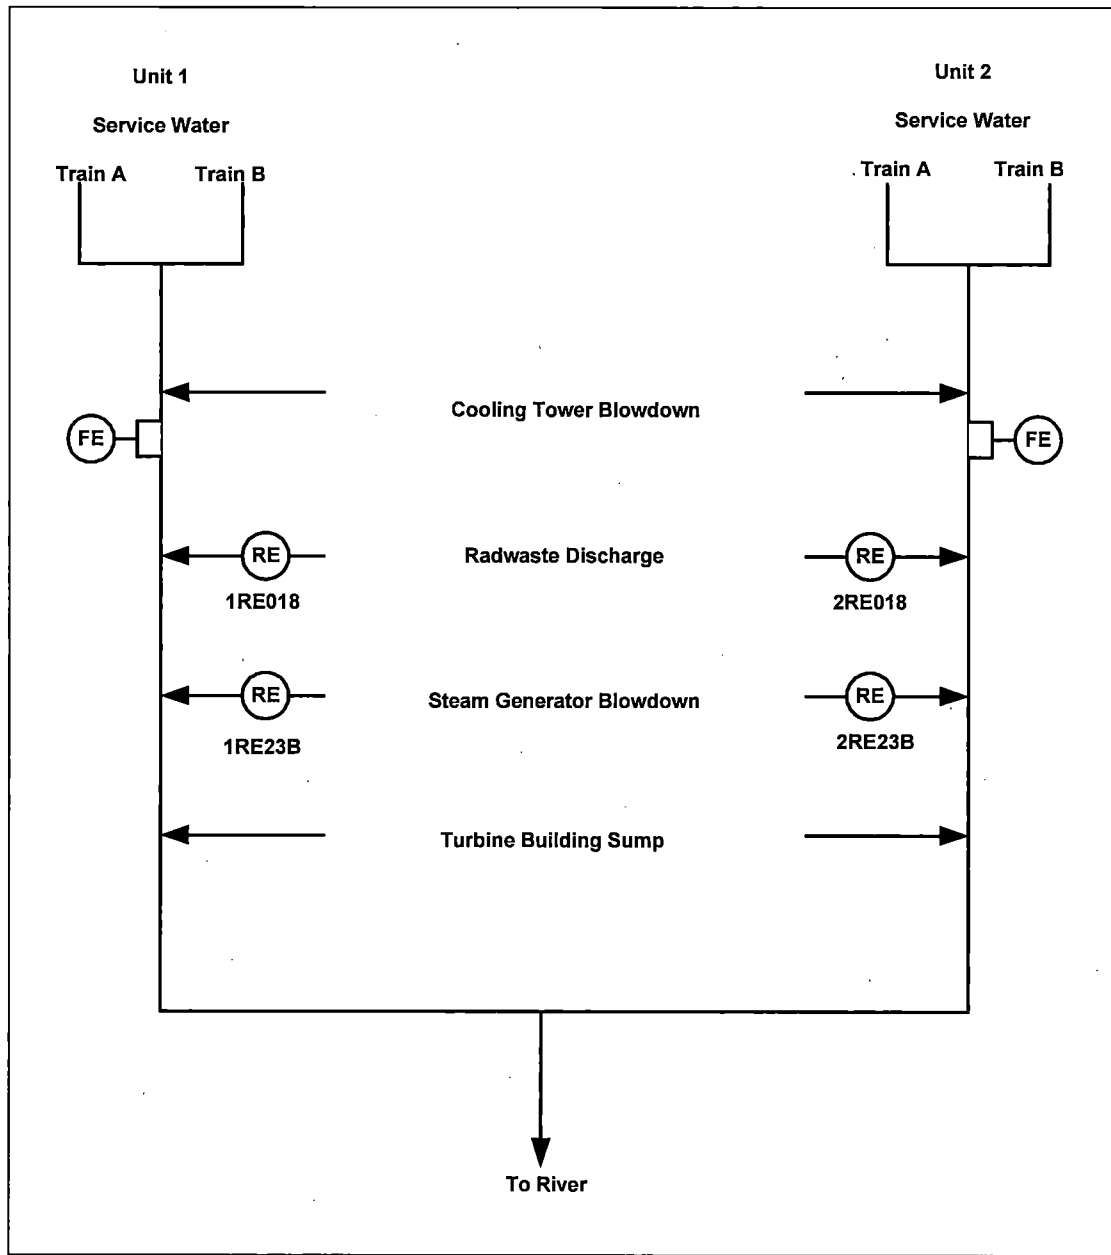 Unit 1
Service Water
Train A Train B
Unit 2
Service Water
Train A Train B
Cooling Tower Blowdown
FE
FE
RE
Radwaste Discharge
RE
1RE018
2RE018
RE
Steam Generator Blowdown
RE
1RE23B
2RE23B
Turbine Building Sump
To River